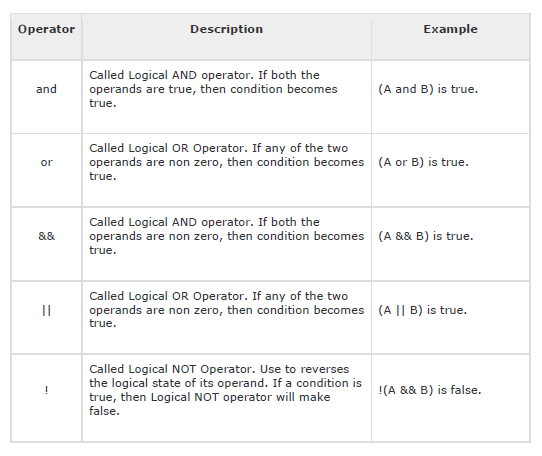 Operator Description Example
and
Called Logical AND operator. If both the
operands are true, then condition becomes
true.
(A and B) is true.
or
Called Logical OR Operator. If any of the two
operands are non zero, then condition becomes
true.
(A or B) is true.
&&
Called Logical AND operator. If both the
operands are non zero, then condition becomes
true.
(A && B) is true.
||
Called Logical OR Operator. If any of the two
operands are non zero, then condition becomes
true.
(A || B) is true.
!
Called Logical NOT Operator. Use to reverses
the logical state of its operand. If a condition is
true, then Logical NOT operator will make
false.
!(A && B) is false.